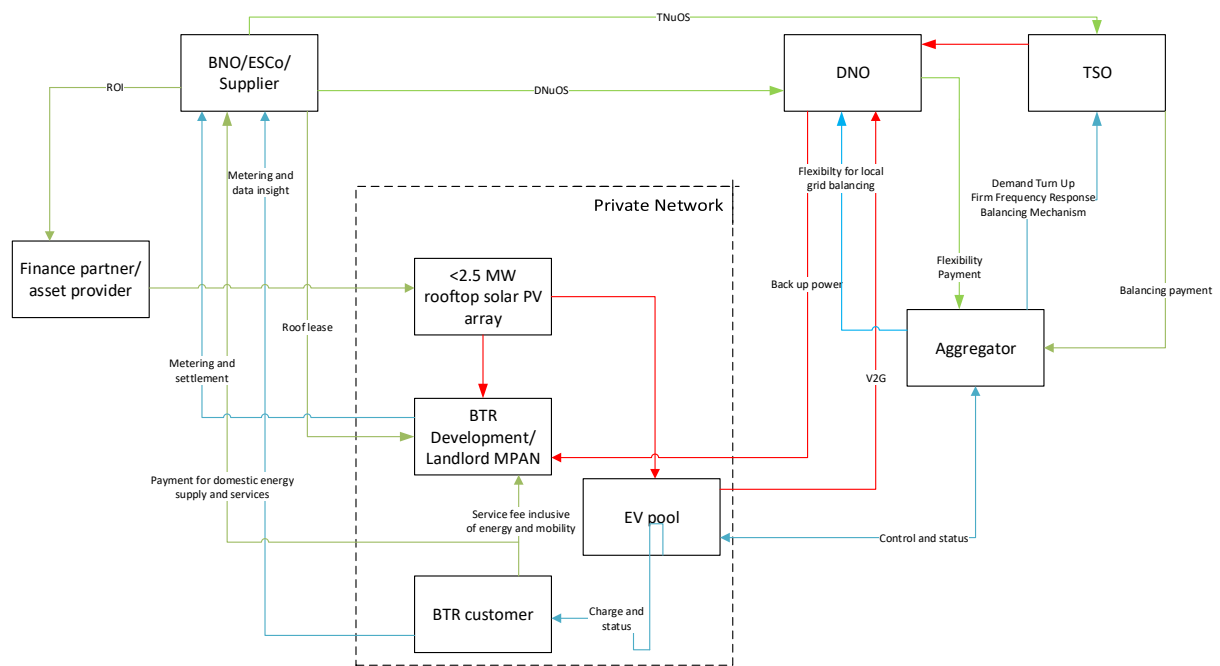 TNuOS
BNO/ESCo/
Supplier
DNO
TSO
ROI
DNuOS
Metering and
data insight
Flexibilty for local
grid balancing
Demand Turn Up
Firm Frequency Response
Balancing Mechanism
Private Network
Finance partner/
asset provider
<2.5 MW
rooftop solar PV
array
Flexibility
Payment
Back up power
Balancing payment
Roof lease
Aggregator
Metering and
settlement
V2G
BTR
Development/
Landlord MPAN
Payment for domestic energy
supply and services
Service fee inclusive
of energy and mobility
EV pool
Control and status
BTR customer
Charge and
status